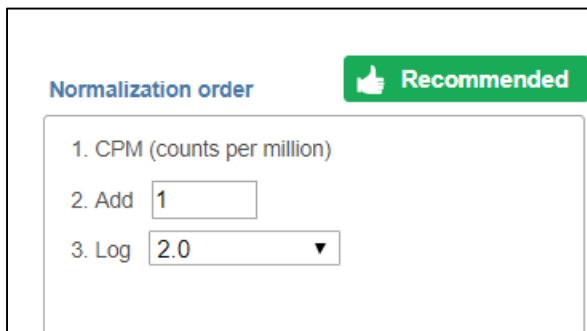 Normalization order
Recommended
1. CPM (counts per million)
2. Add 1
3. Log 2.0